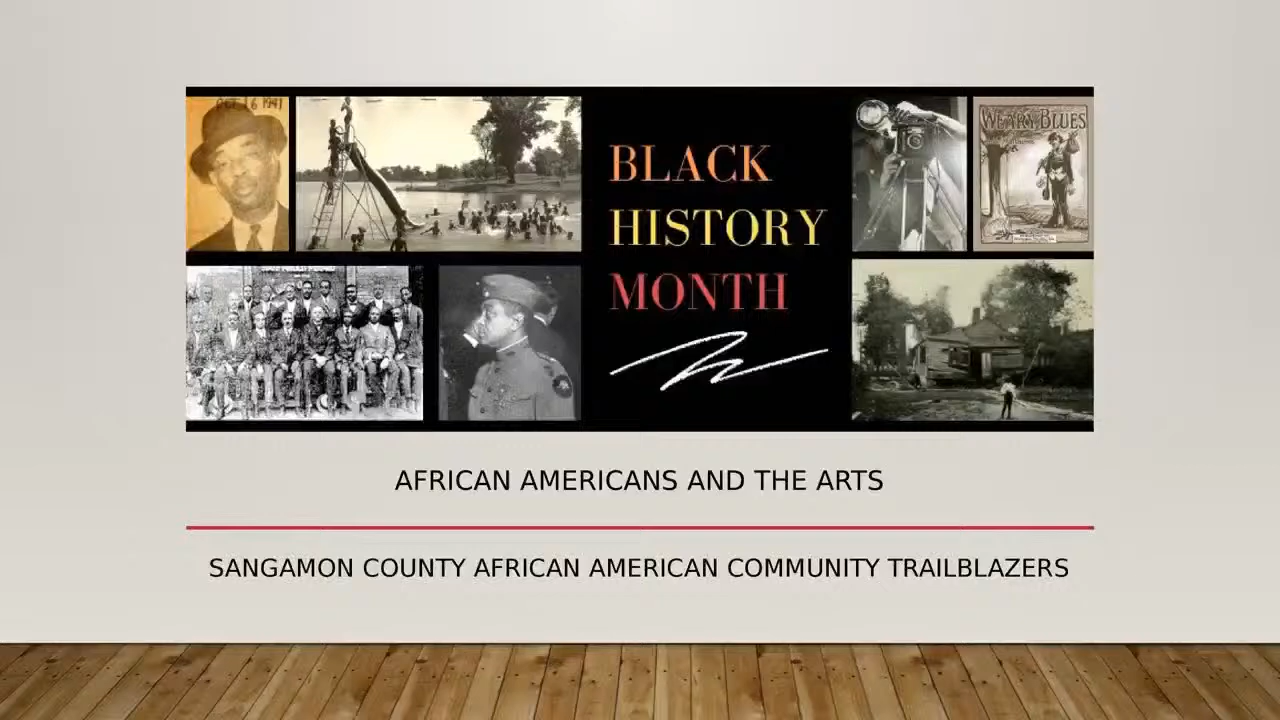 OCT 16 1941
BLACK
HISTORY
MONTH
WEARY BLUES
AFRICAN AMERICANS AND THE ARTS
SANGAMON COUNTY AFRICAN AMERICAN COMMUNITY TRAILBLAZERS